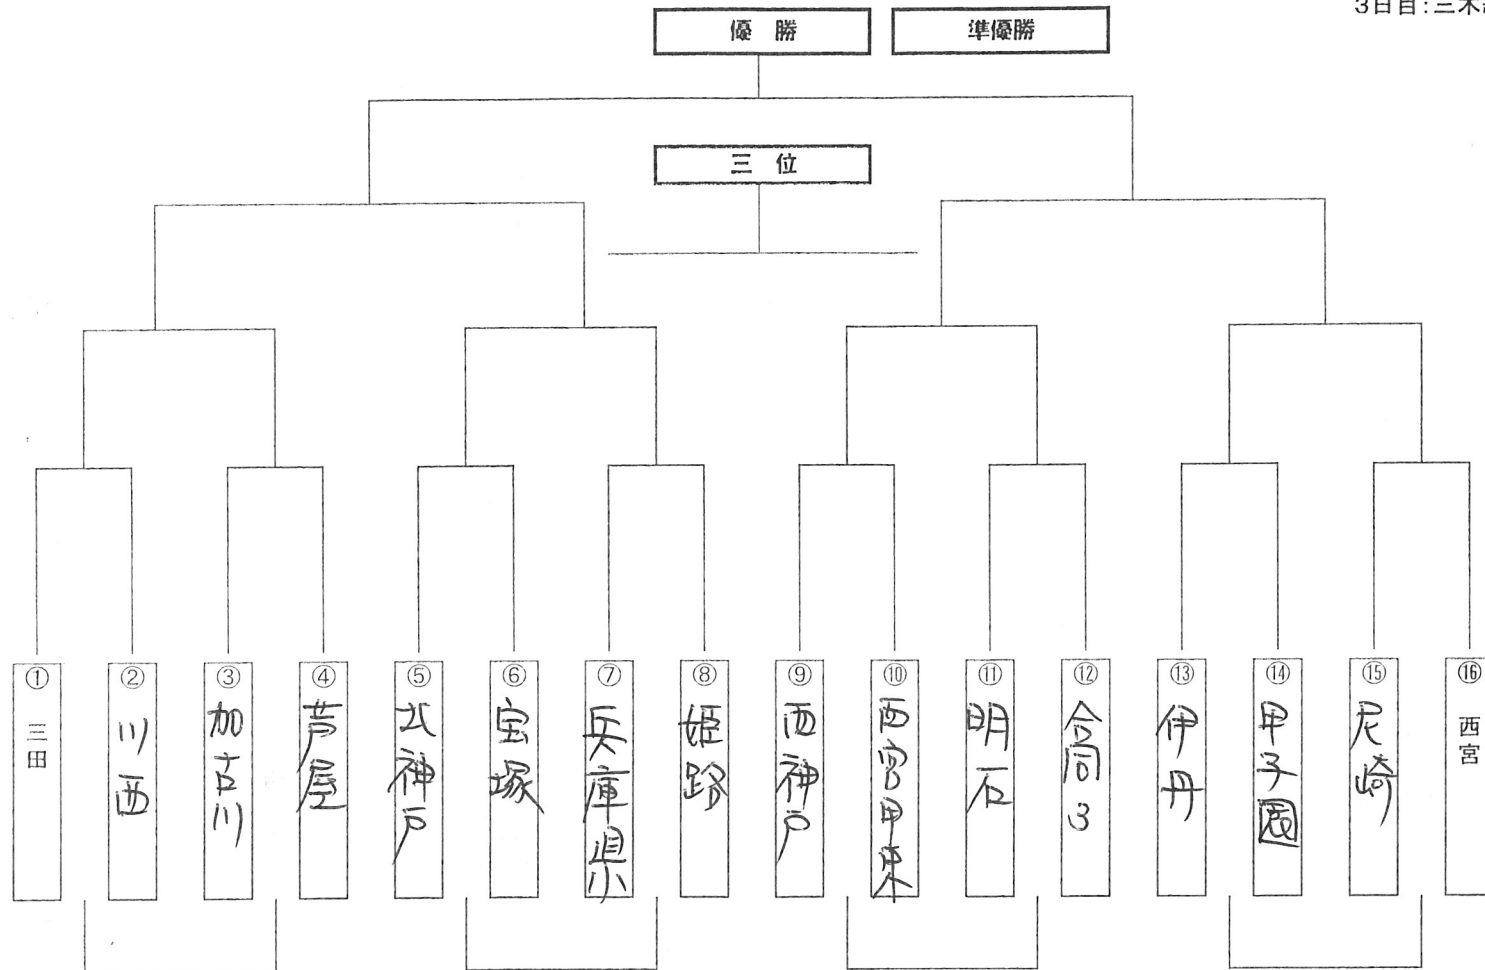 3日目:三木
優勝
準優勝
三位
① 三田
② 川西
③ 加古川
④ 芦屋
⑤ 北神戸
⑥ 宝塚
⑦ 兵庫県
⑧ 姫路
⑨ 西神戸
⑩ 西宮甲東
⑪ 明石
⑫ 合同3
⑬ 伊丹
⑭ 甲子園
⑮ 尼崎
⑯ 西宮